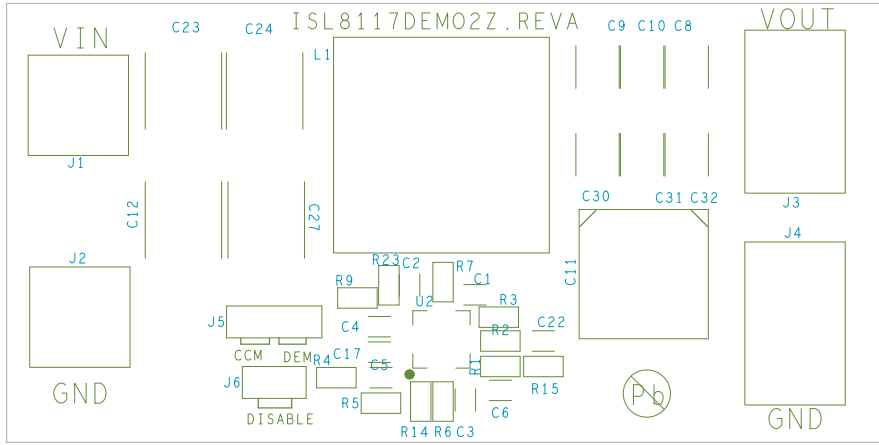 ISL8117DEMO2Z.REVA
VIN
C23
C24
L1
C9
C10
C8
VOUT
J1
C12
C27
C30
C31
C32
J3
J2
R23
C2
R7
C1
R9
U2
C11
J4
J5
C4
R3
R2
C22
CCM
DEM
C17
R4
C5
R1
R15
J6
R5
DISABLE
R14
R6
C3
C6
Pb
GND
GND